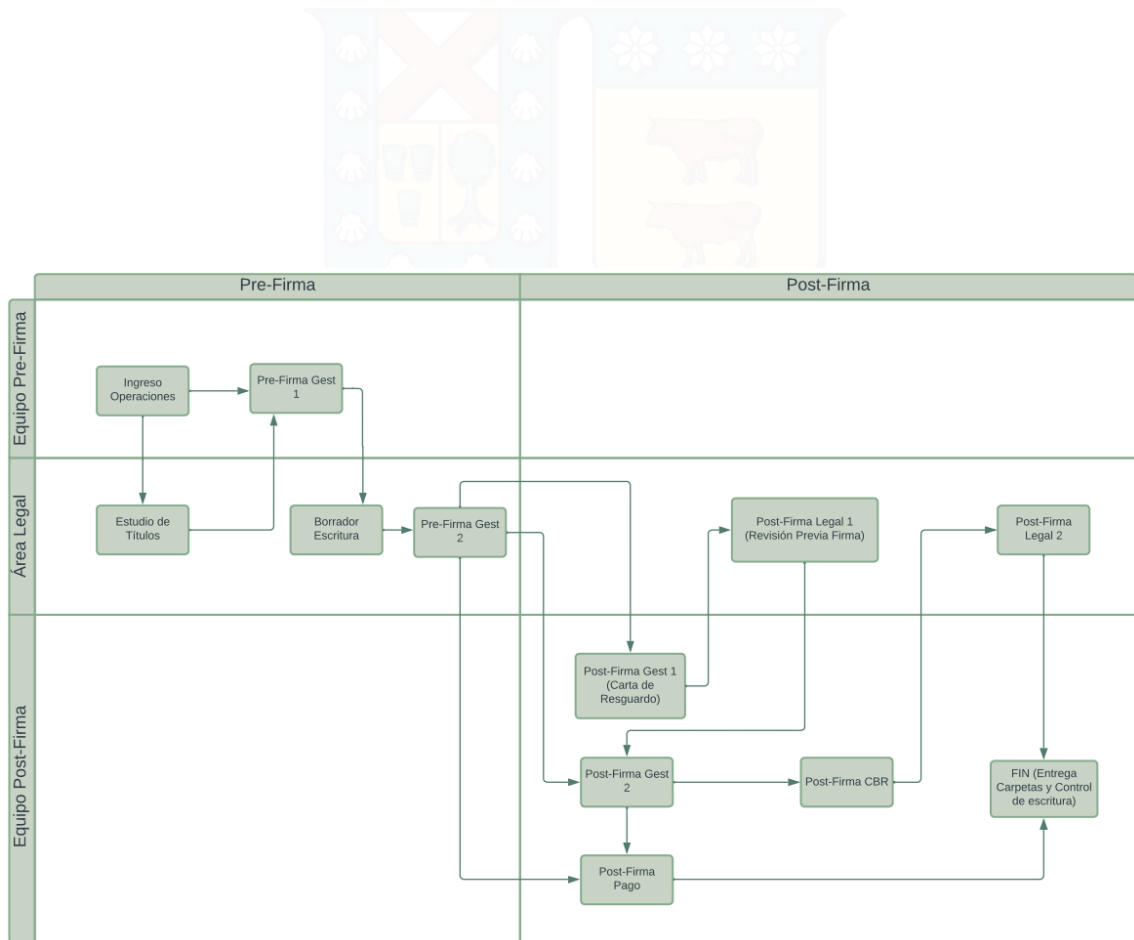 Pre-Firma
Post-Firma
Equipo Pre-Firma
Ingreso
Operaciones
Pre-Firma Gest
1
Área Legal
Estudio de
Títulos
Borrador
Escritura
Pre-Firma Gest
2
Post-Firma Legal 1
(Revisión Previa Firma)
Post-Firma
Legal 2
Equipo Post-Firma
Post-Firma Gest 1
(Carta de
Resguardo)
Post-Firma Gest
2
Post-Firma CBR
FIN (Entrega
Carpetas y Control
de escritura)
Post-Firma
Pago